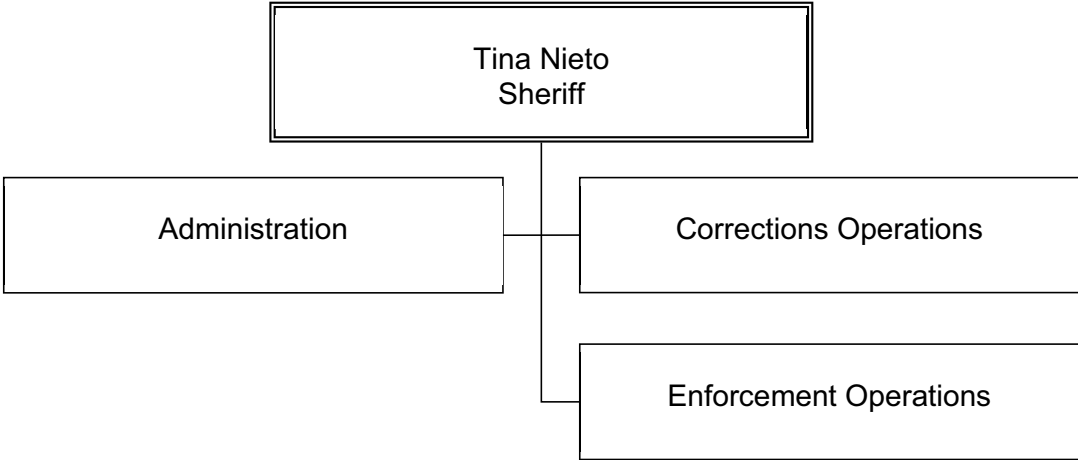 Tina Nieto
Sheriff
Administration
Corrections Operations
Enforcement Operations